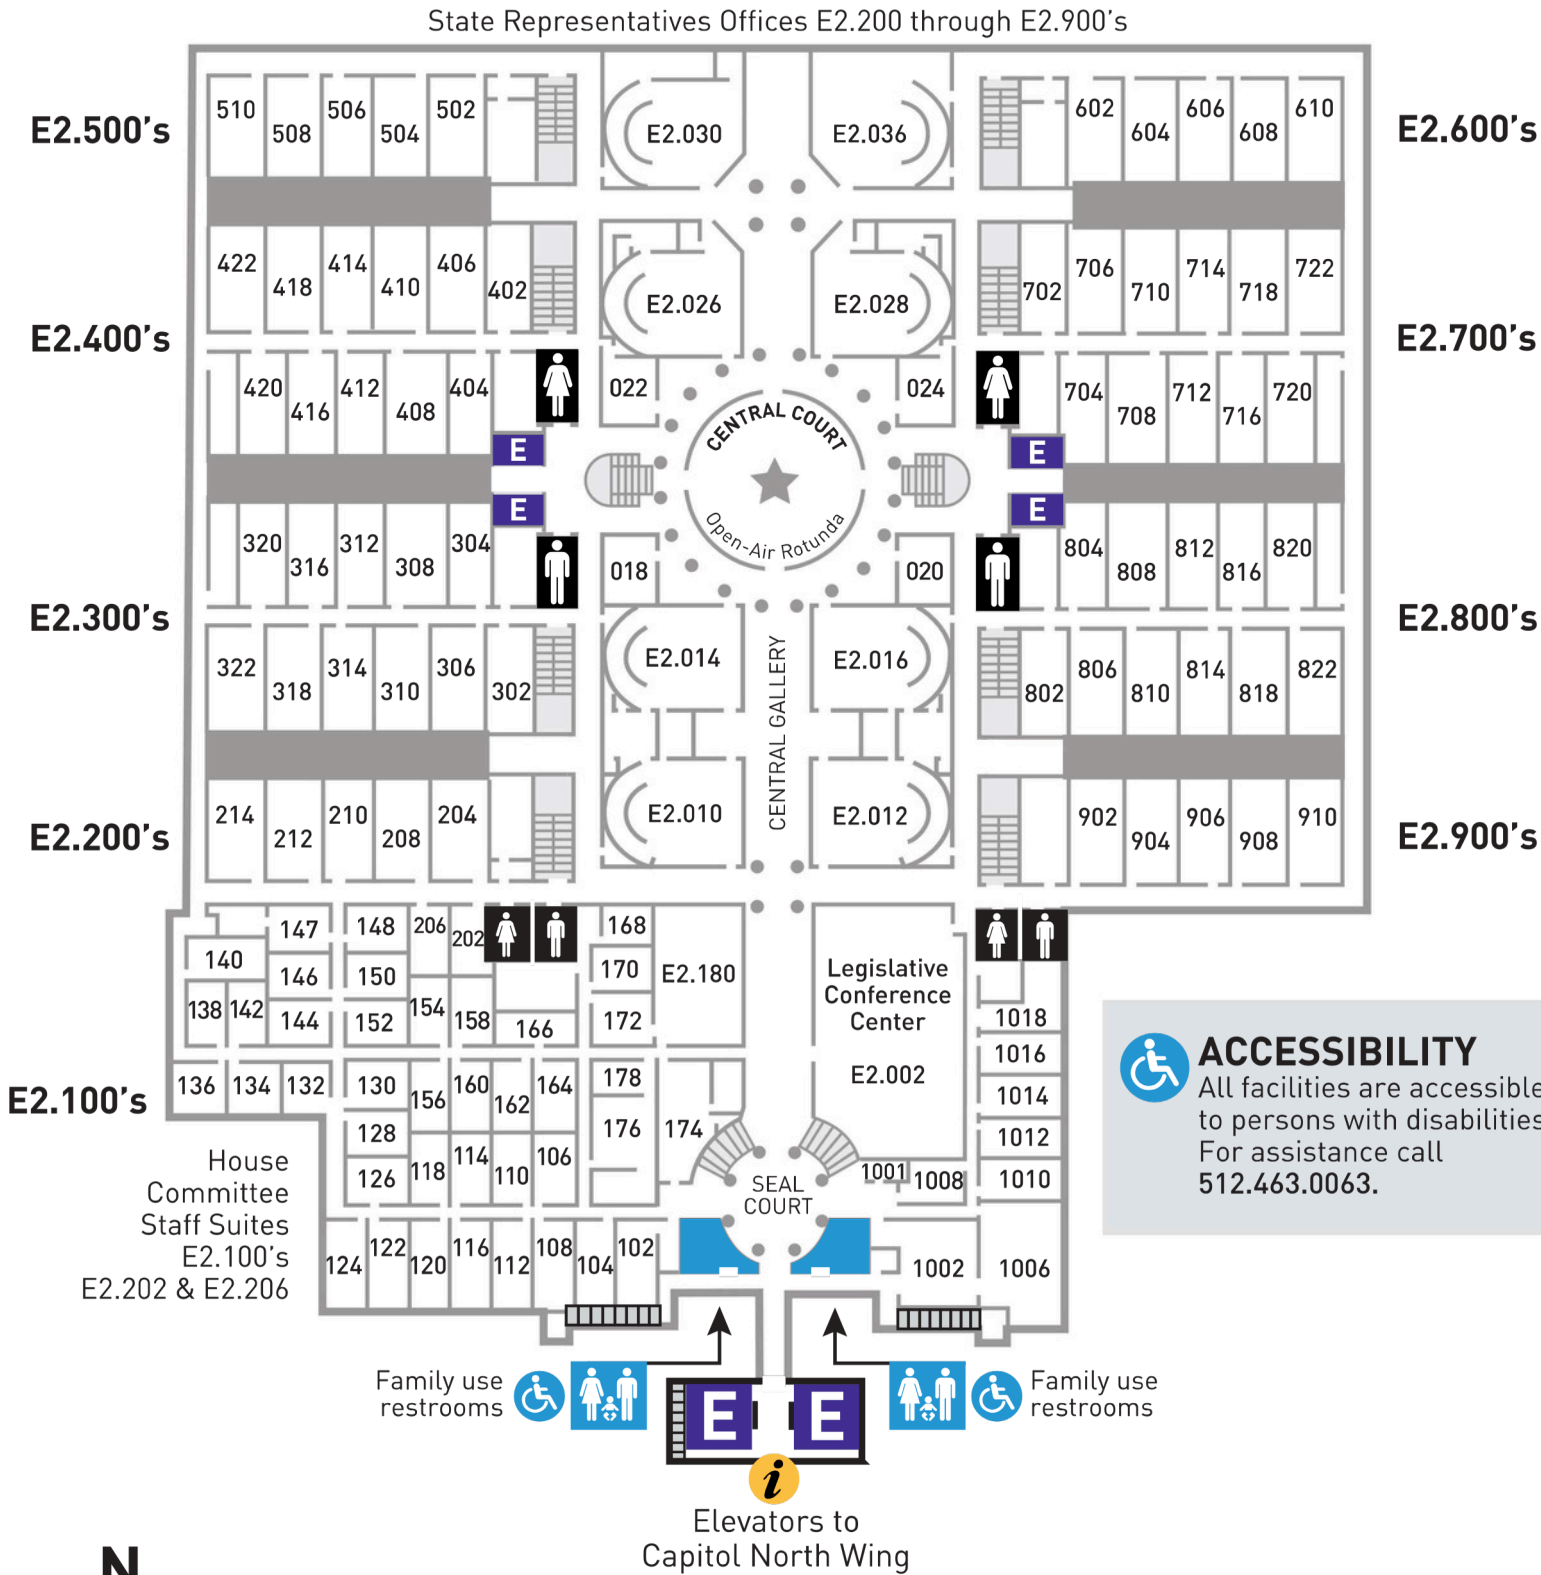 State Representatives Offices E2.200 through E2.900's
E2.500's
510
508
506
504
502
E2.030
E2.036
602
604
606
608
610
E2.600's
422
418
414
410
406
402
E2.026
E2.028
702
706
710
714
718
722
E2.400's
E2.700's
420
416
412
408
404
022
024
704
708
712
716
720
CENTRAL COURT
E
E
E
E
Open-Air Rotunda
320
316
312
308
304
018
020
804
808
812
816
820
E2.300's
E2.800's
322
318
314
310
306
302
E2.014
E2.016
802
806
810
814
818
822
CENTRAL GALLERY
E2.200's
214
212
210
208
204
E2.010
E2.012
902
904
906
908
910
E2.900's
147
148
206
202
168
140
146
150
170
E2.180
138
142
144
152
154
158
166
172
Legislative
Conference
Center
E2.002
1018
1016
1014
1012
1010
E2.100's
136
134
132
130
156
160
162
164
178
128
176
174
126
118
114
110
106
1001
1008
SEAL
COURT
124
122
120
116
112
108
104
102
1002
1006
House
Committee
Staff Suites
E2.100's
E2.202 & E2.206
ACCESSIBILITY
All facilities are accessible
to persons with disabilities
For assistance call
512.463.0063.
Family use
restrooms
Family use
restrooms
E
E
i
Elevators to
Capitol North Wing
N